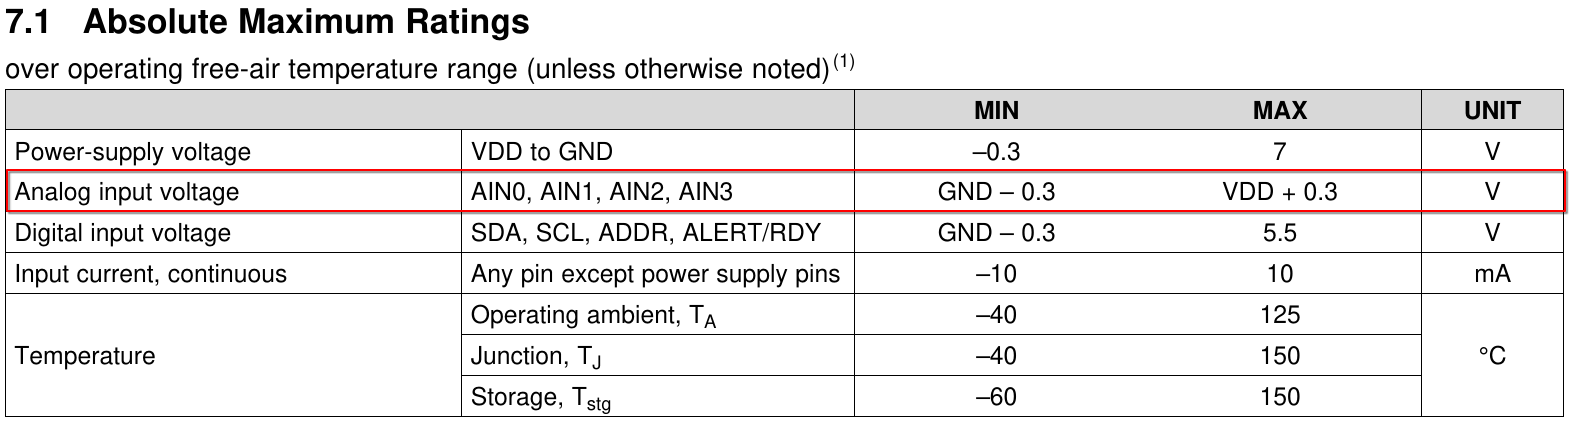 7.1 Absolute Maximum Ratings
over operating free-air temperature range (unless otherwise noted)(1)
MIN MAX UNIT
Power-supply voltage VDD to GND –0.3 7 V
Analog input voltage AIN0, AIN1, AIN2, AIN3 GND – 0.3 VDD + 0.3 V
Digital input voltage SDA, SCL, ADDR, ALERT/RDY GND – 0.3 5.5 V
Input current, continuous Any pin except power supply pins –10 10 mA
Operating ambient, TA –40 125
Temperature Junction, TJ –40 150 °C
Storage, Tstg –60 150